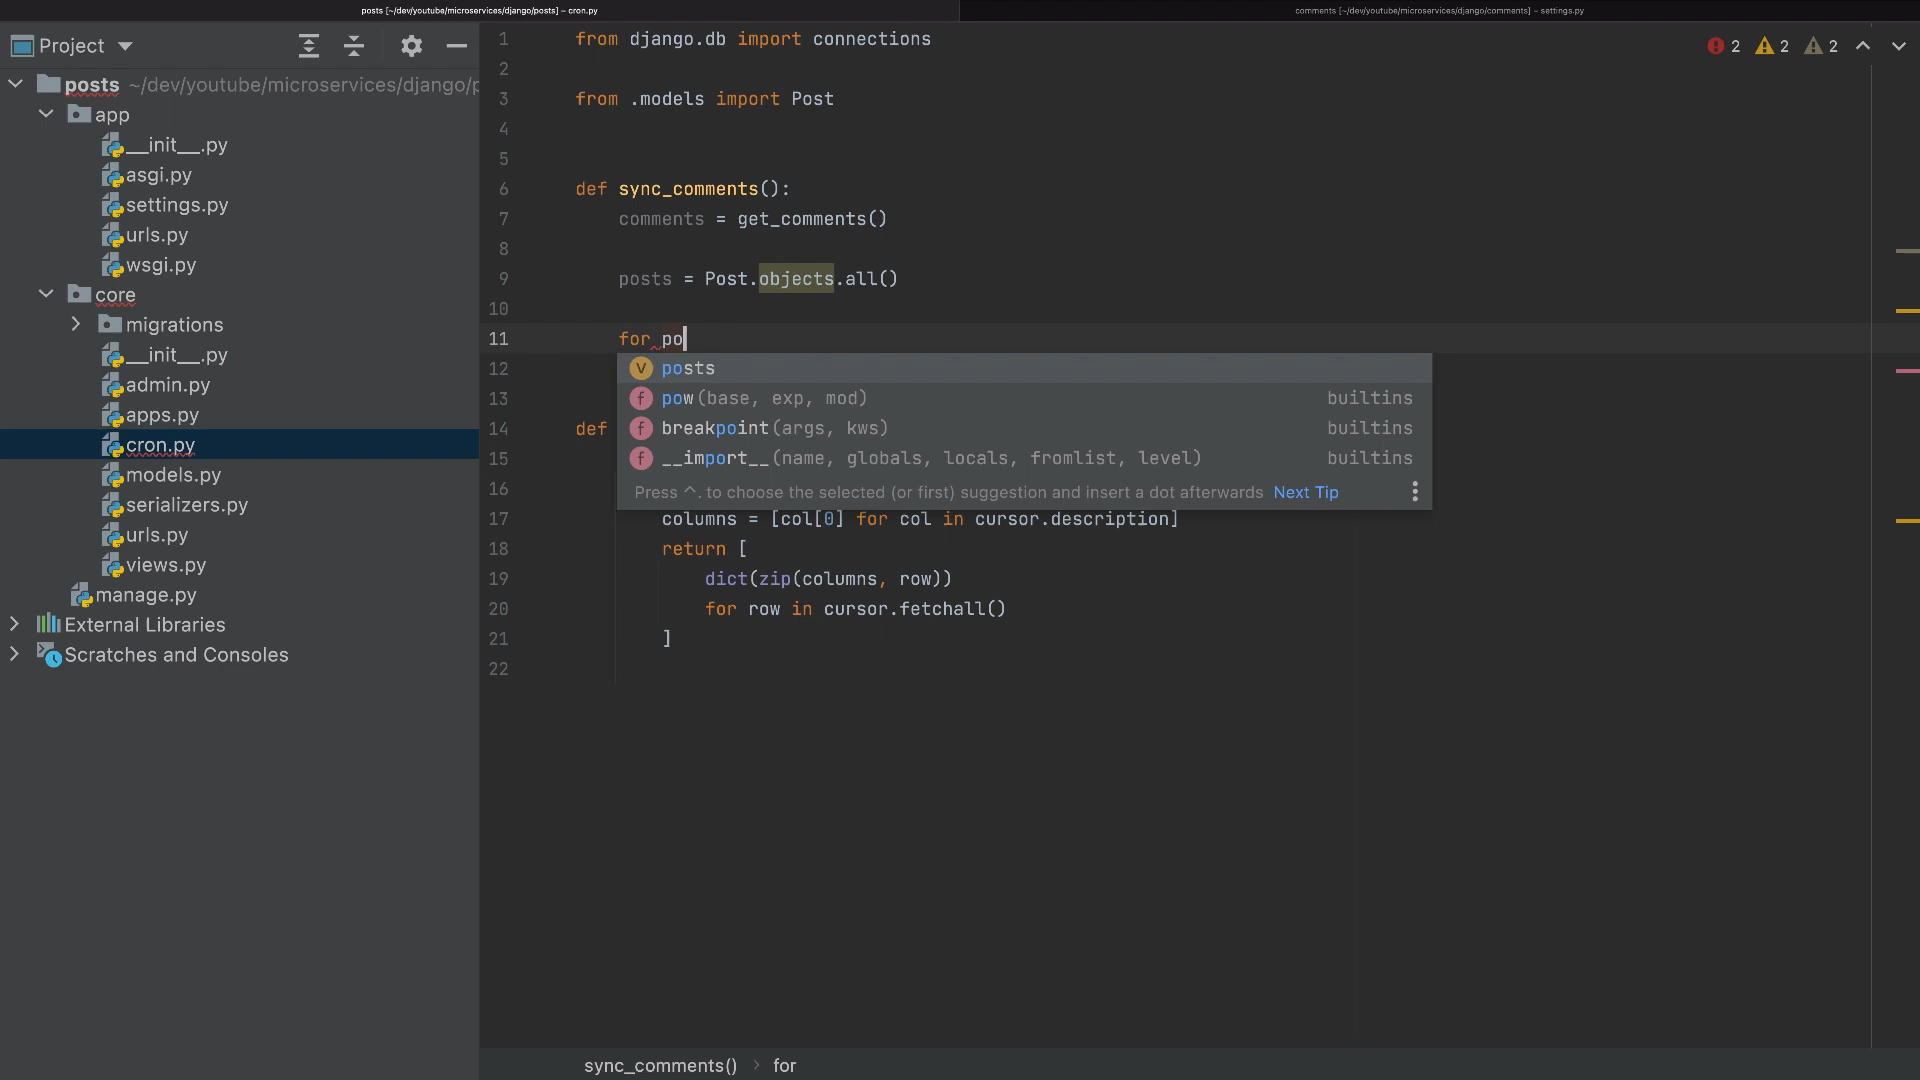 posts [~/dev/youtube/microservices/django/posts] – cron.py
comments [~/dev/youtube/microservices/django/comments] – settings.py
Project
2 2 2
posts ~/dev/youtube/microservices/django/p
app
__init__.py
asgi.py
settings.py
urls.py
wsgi.py
core
migrations
__init__.py
admin.py
apps.py
cron.py
models.py
serializers.py
urls.py
views.py
manage.py
External Libraries
Scratches and Consoles
1 from django.db import connections
2
3 from .models import Post
4
5
6 def sync_comments():
7 comments = get_comments()
8
9 posts = Post.objects.all()
10
11 for po
12
13
14 def
15
16
17 columns = [col[0] for col in cursor.description]
18 return [
19 dict(zip(columns, row))
20 for row in cursor.fetchall()
21 ]
22
V posts
f pow(base, exp, mod) builtins
f breakpoint(args, kws) builtins
f __import__(name, globals, locals, fromlist, level) builtins
Press ^. to choose the selected (or first) suggestion and insert a dot afterwards Next Tip
sync_comments() › for